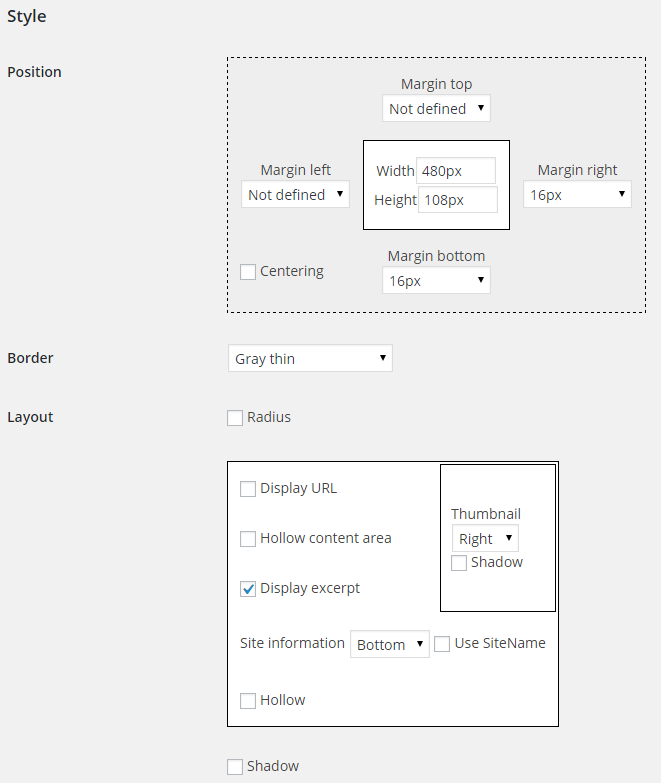 Style
Position
Margin top
Not defined
Margin left
Not defined
Width 480px
Height 108px
Margin right
16px
Centering
Margin bottom
16px
Border
Gray thin
Layout
Radius
Display URL
Hollow content area
Display excerpt
Thumbnail
Right
Shadow
Site information Bottom Use SiteName
Hollow
Shadow